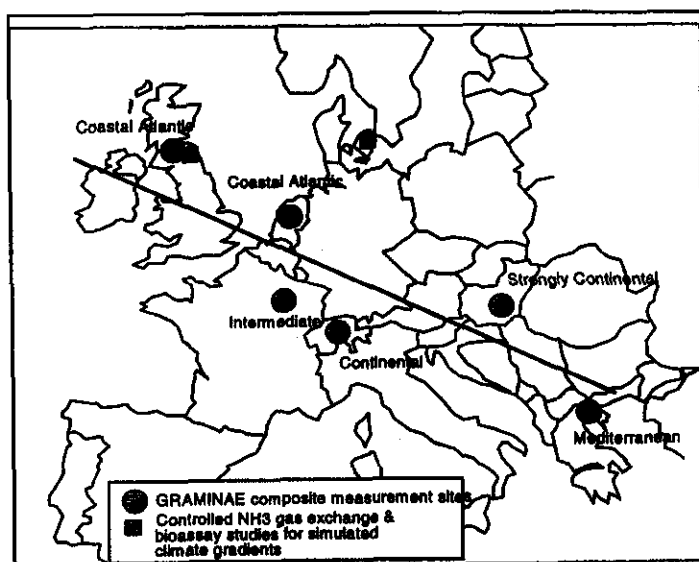 Coastal Atlantic
Coastal Atlantic
Strongly Continental
Intermediate
Continental
Mediterranean
GRAMINAE composite measurement sites
Controlled NH3 gas exchange &
bioassay studies for simulated
climate gradients